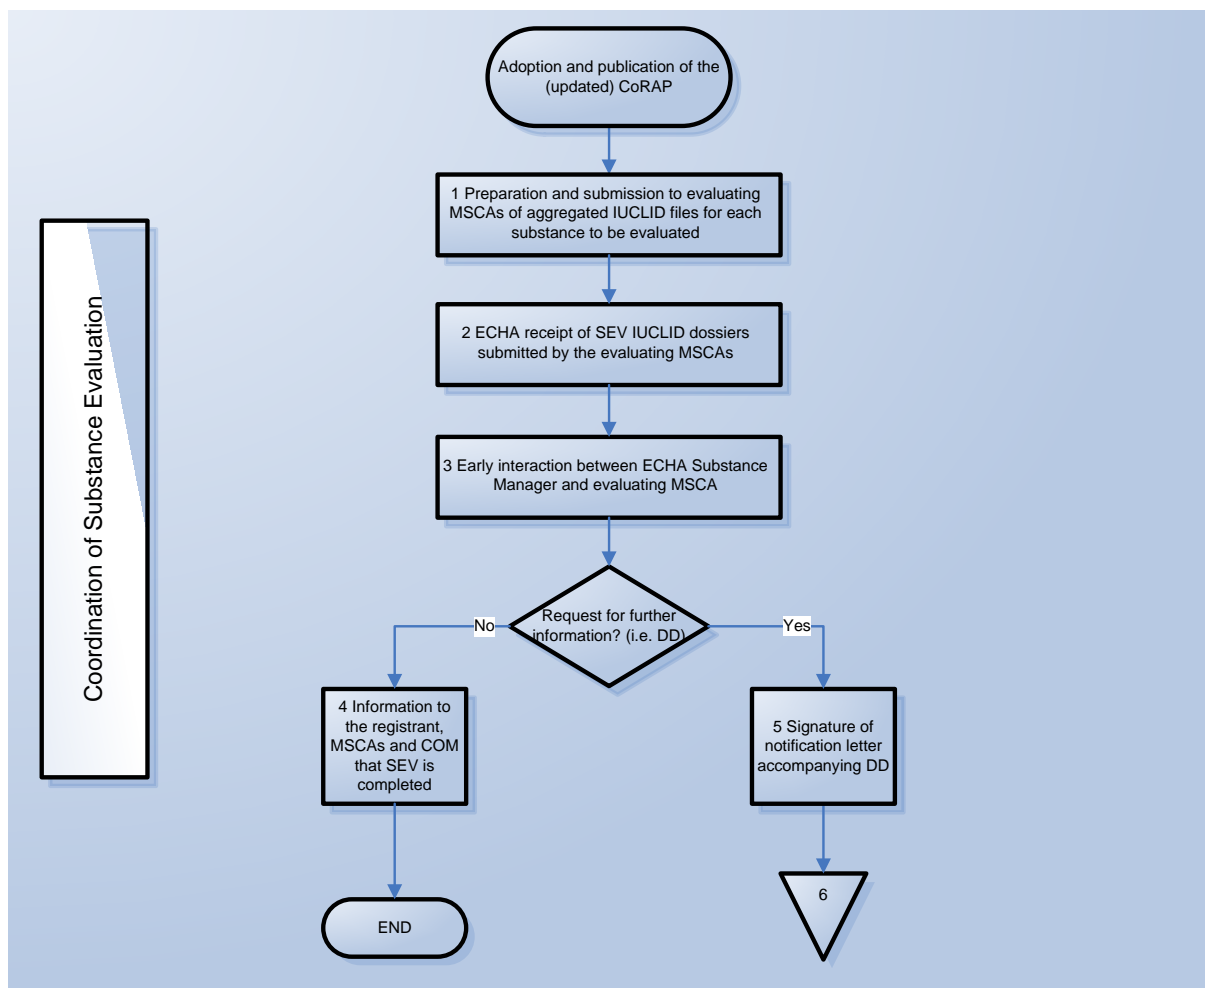 Adoption and publication of the
(updated) CoRAP
1 Preparation and submission to evaluating
MSCAs of aggregated IUCLID files for each
substance to be evaluated
Coordination of Substance Evaluation
2 ECHA receipt of SEV IUCLID dossiers
submitted by the evaluating MSCAs
3 Early interaction between ECHA Substance
Manager and evaluating MSCA
Request for further
information? (i.e. DD)
No
Yes
4 Information to
the registrant,
MSCAs and COM
that SEV is
completed
5 Signature of
notification letter
accompanying DD
END
6